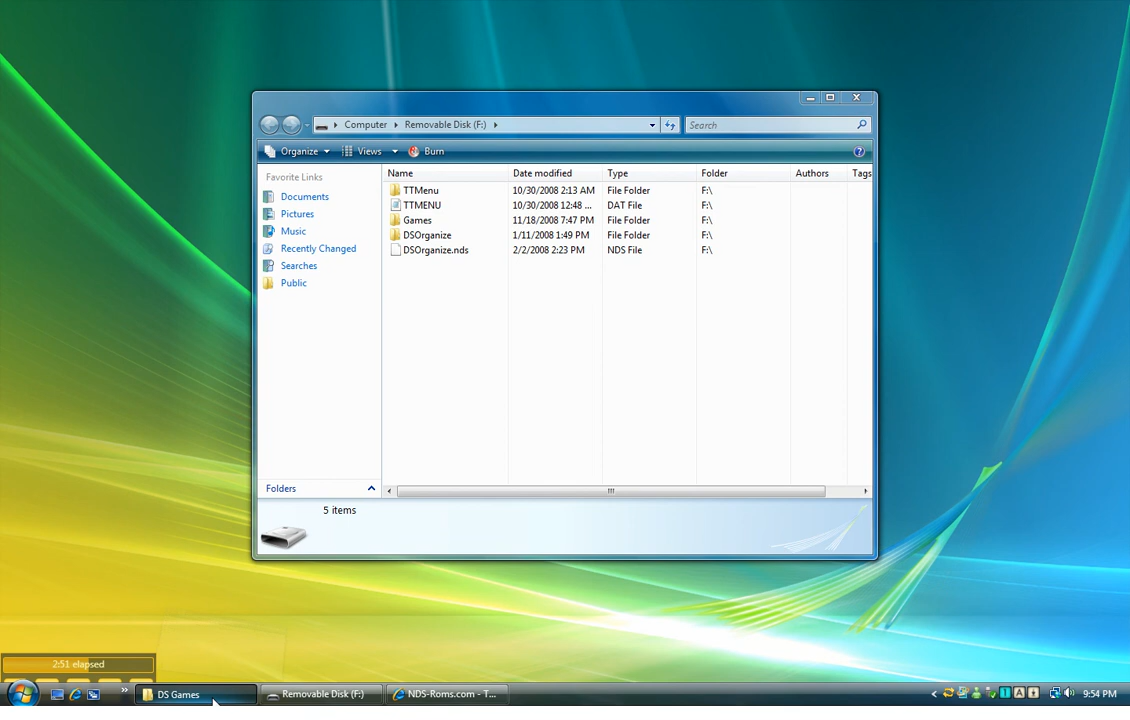 Computer
Removable Disk (F:)
Search
Organize
Views
Burn
Favorite Links
Documents
Pictures
Music
Recently Changed
Searches
Public
Folders
Name Date modified Type Folder Authors Tags
TTMenu 10/30/2008 2:13 AM File Folder F:\
TTMENU 10/30/2008 12:48 ... DAT File F:\
Games 11/18/2008 7:47 PM File Folder F:\
DSOrganize 1/11/2008 1:49 PM File Folder F:\
DSOrganize.nds 2/2/2008 2:23 PM NDS File F:\
5 items
2:51 elapsed
DS Games
Removable Disk (F:)
NDS-Roms.com - T...
9:54 PM